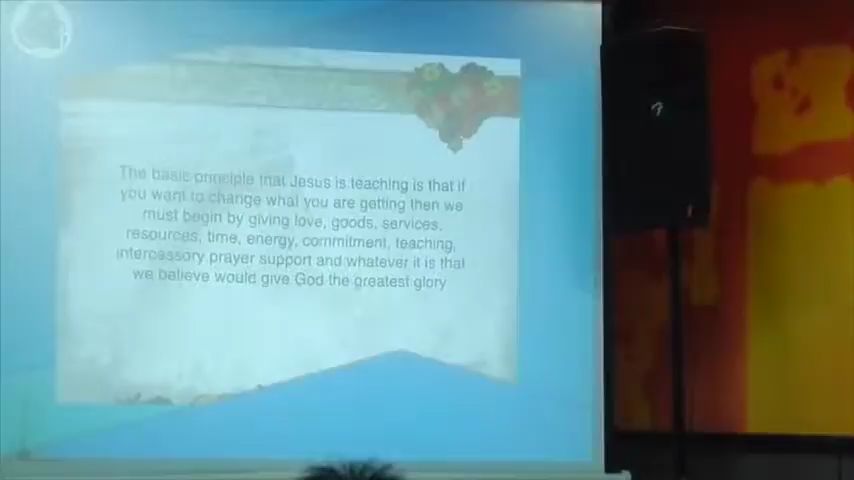 The basic principle that Jesus is teaching is that if
you want to change what you are getting then we
must begin by giving love, goods, services,
resources, time, energy, commitment, teaching,
intercessory prayer support and whatever it is that
we believe would give God the greatest glory